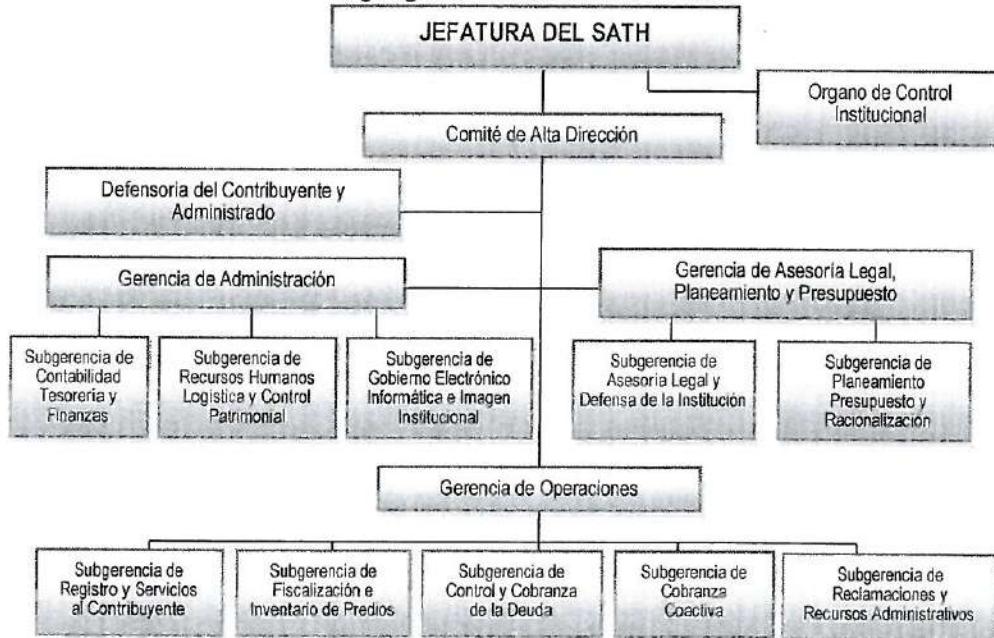 JEFATURA DEL SATH
Organo de Control
Institucional
Comité de Alta Dirección
Defensoria del Contribuyente y
Administrado
Gerencia de Administración
Gerencia de Asesoría Legal,
Planeamiento y Presupuesto
Subgerencia de
Contabilidad
Tesoreria y
Finanzas
Subgerencia de
Recursos Humanos
Logística y Control
Patrimonial
Subgerencia de
Gobierno Electrónico
Informática e Imagen
Institucional
Subgerencia de
Asesoría Legal y
Defensa de la Institución
Subgerencia de
Planeamiento
Presupuesto y
Racionalización
Gerencia de Operaciones
Subgerencia de
Registro y Servicios
al Contribuyente
Subgerencia de
Fiscalización e
Inventario de Predios
Subgerencia de
Control y Cobranza
de la Deuda
Subgerencia de
Cobranza
Coactiva
Subgerencia de
Reclamaciones y
Recursos Administrativos